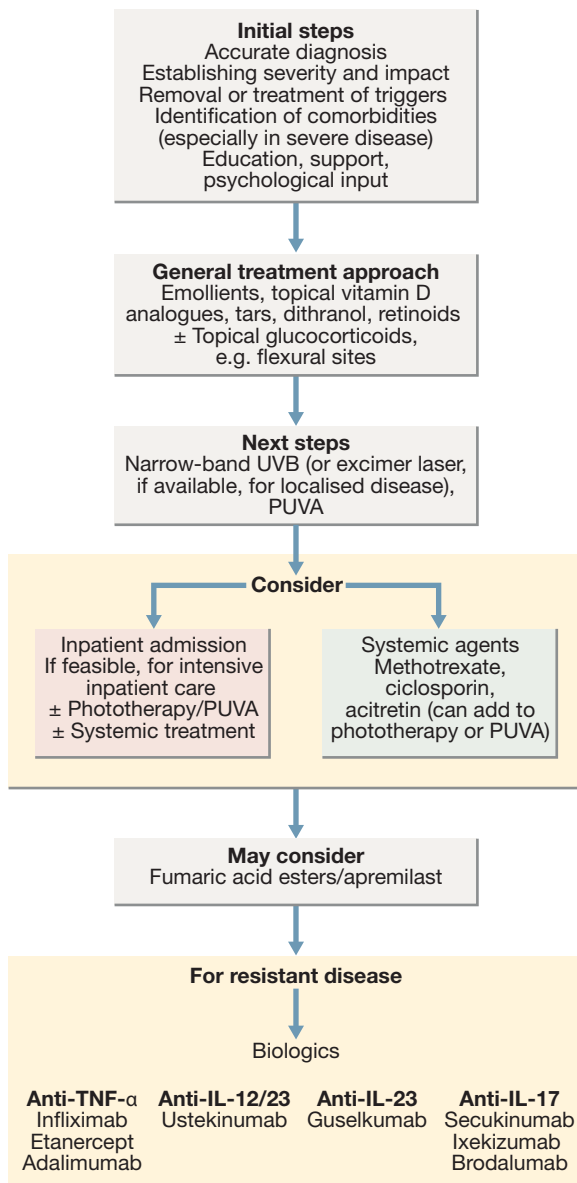 Initial steps
Accurate diagnosis
Establishing severity and impact
Removal or treatment of triggers
Identification of comorbidities
(especially in severe disease)
Education, support,
psychological input
General treatment approach
Emollients, topical vitamin D
analogues, tars, dithranol, retinoids
± Topical glucocorticoids,
e.g. flexural sites
Next steps
Narrow-band UVB (or excimer laser,
if available, for localised disease),
PUVA
Consider
Inpatient admission
If feasible, for intensive
inpatient care
± Phototherapy/PUVA
± Systemic treatment
Systemic agents
Methotrexate,
ciclosporin,
acitretin (can add to
phototherapy or PUVA)
May consider
Fumaric acid esters/apremilast
For resistant disease
Biologics
Anti-TNF-α
Infliximab
Etanercept
Adalimumab
Anti-IL-12/23
Ustekinumab
Anti-IL-23
Guselkumab
Anti-IL-17
Secukinumab
Ixekizumab
Brodalumab